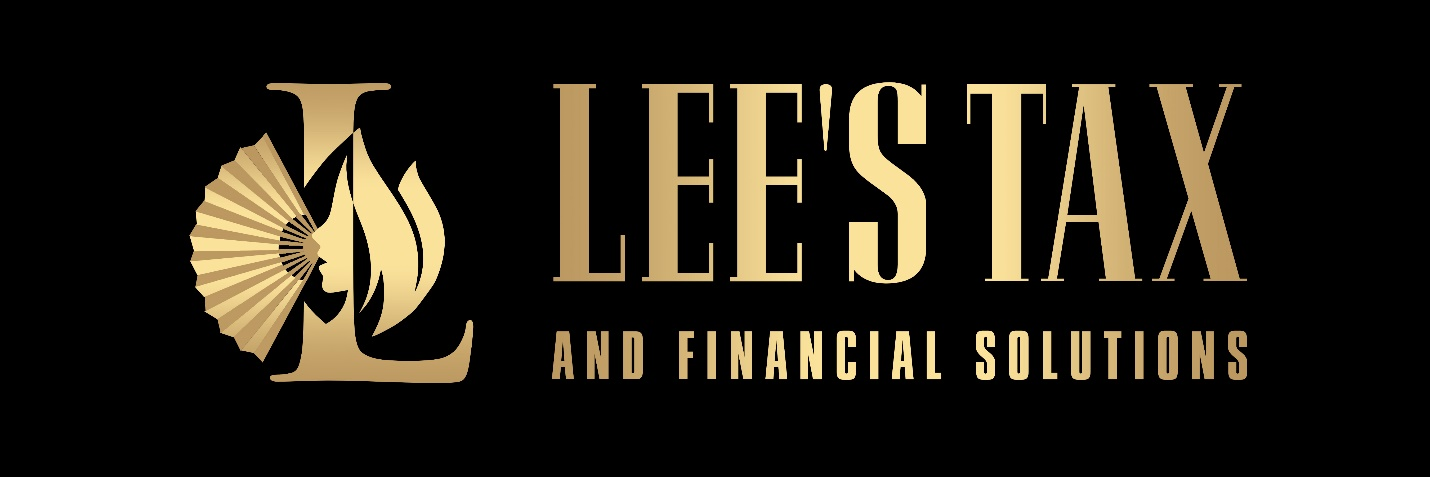 L
LEE'S TAX
AND FINANCIAL SOLUTIONS